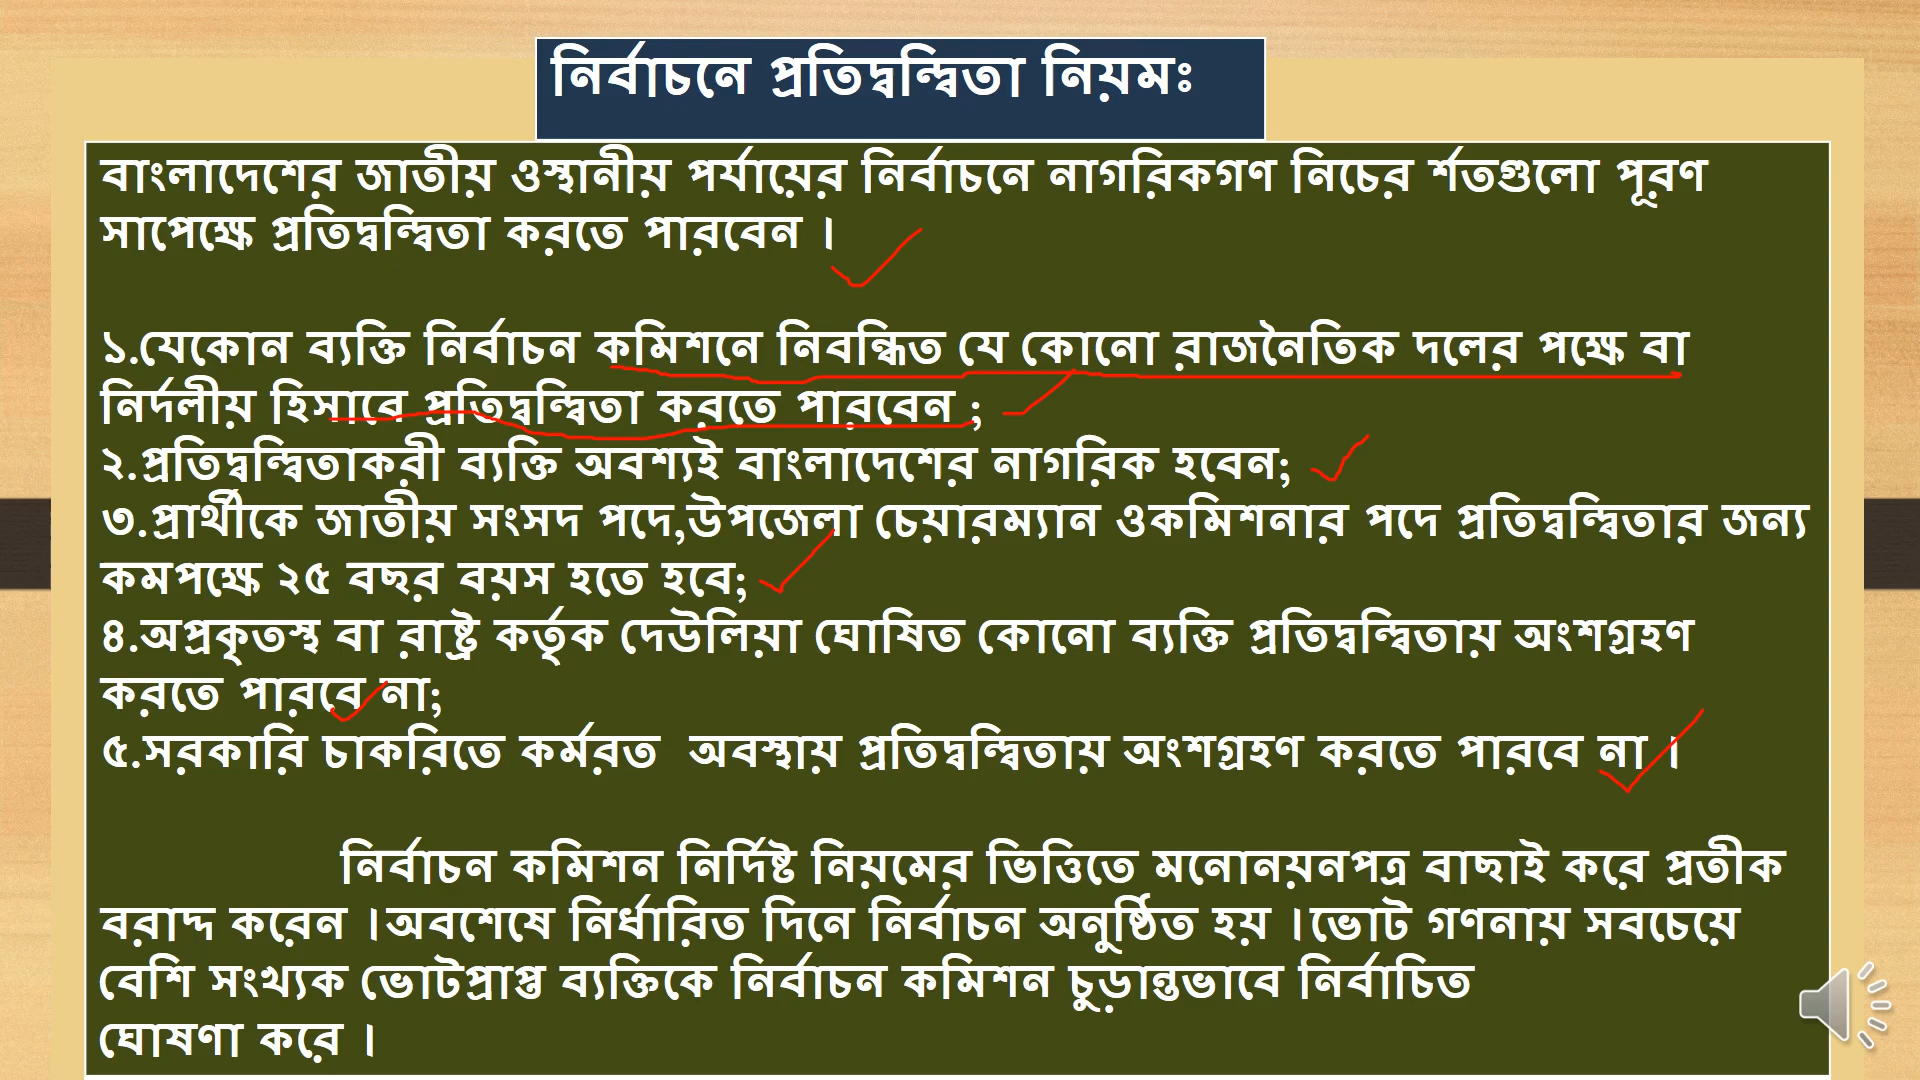 নির্বাচনে প্রতিদ্বন্দ্বিতা নিয়মঃ
বাংলাদেশের জাতীয় ওস্থানীয় পর্যায়ের নির্বাচনে নাগরিকগণ নিচের র্শতগুলো পূরণ
সাপেক্ষে প্রতিদ্বন্দ্বিতা করতে পারবেন ।
১.যেকোন ব্যক্তি নির্বাচন কমিশনে নিবন্ধিত যে কোনো রাজনৈতিক দলের পক্ষে বা
নির্দলীয় হিসাবে প্রতিদ্বন্দ্বিতা করতে পারবেন ;
২.প্রতিদ্বন্দ্বিতাকরী ব্যক্তি অবশ্যই বাংলাদেশের নাগরিক হবেন;
৩.প্রার্থীকে জাতীয় সংসদ পদে,উপজেলা চেয়ারম্যান ওকমিশনার পদে প্রতিদ্বন্দ্বিতার জন্য
কমপক্ষে ২৫ বছর বয়স হতে হবে;
৪.অপ্রকৃতস্থ বা রাষ্ট্র কর্তৃক দেউলিয়া ঘোষিত কোনো ব্যক্তি প্রতিদ্বন্দ্বিতায় অংশগ্রহণ
করতে পারবে না;
৫.সরকারি চাকরিতে কর্মরত অবস্থায় প্রতিদ্বন্দ্বিতায় অংশগ্রহণ করতে পারবে না ।
নির্বাচন কমিশন নির্দিষ্ট নিয়মের ভিত্তিতে মনোনয়নপত্র বাছাই করে প্রতীক
বরাদ্দ করেন ।অবশেষে নির্ধারিত দিনে নির্বাচন অনুষ্ঠিত হয় ।ভোট গণনায় সবচেয়ে
বেশি সংখ্যক ভোটপ্রাপ্ত ব্যক্তিকে নির্বাচন কমিশন চুড়ান্তভাবে নির্বাচিত
ঘোষণা করে ।